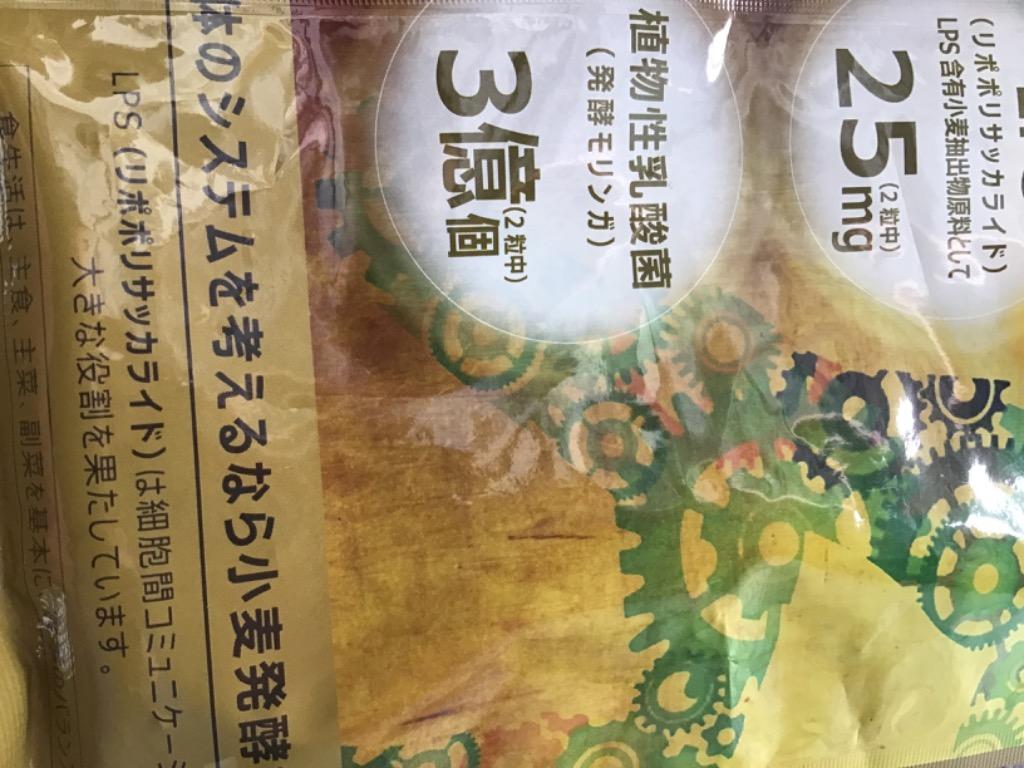 (リポポリサッカライド)
LPS含有小麦抽出物原料として
25mg
(2粒中)
植物性乳酸菌
(発酵モリンガ)
3億個
(2粒中)
体のシステムを考えるなら小麦発酵
LPS(リポポリサッカライド)は細胞間コミュニケー
大きな役割を果たしています。
食生活は、主食、主菜、副菜を基本に
バラン